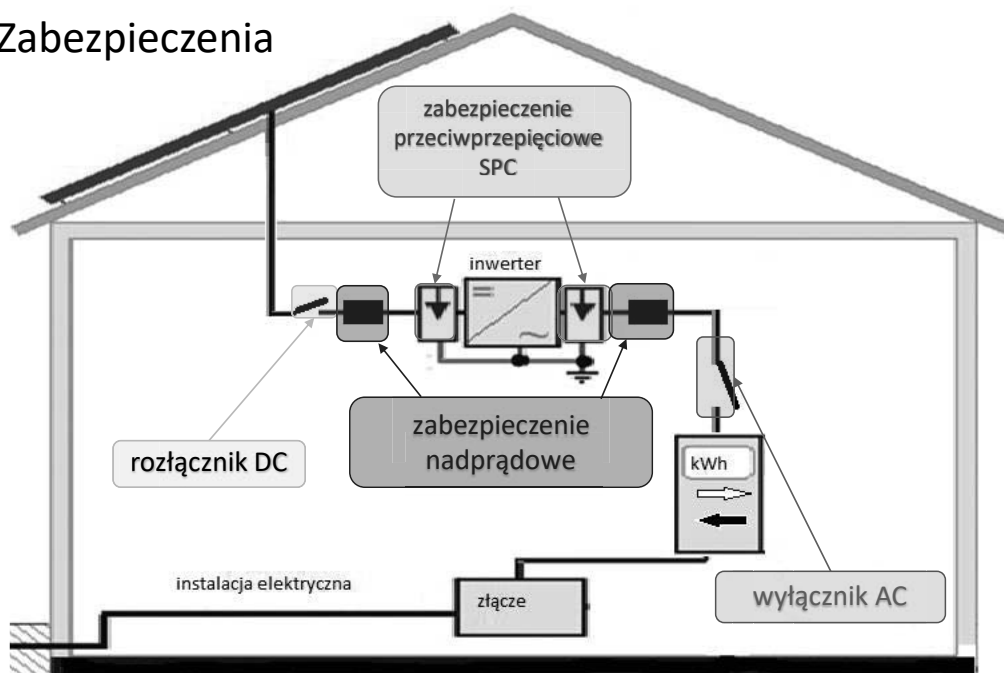 Zabezpieczenia
zabezpieczenie
przeciwprzepięciowe
SPC
inwerter
rozłącznik DC
zabezpieczenie
nadprądowe
kWh
instalacja elektryczna
złącze
wyłącznik AC